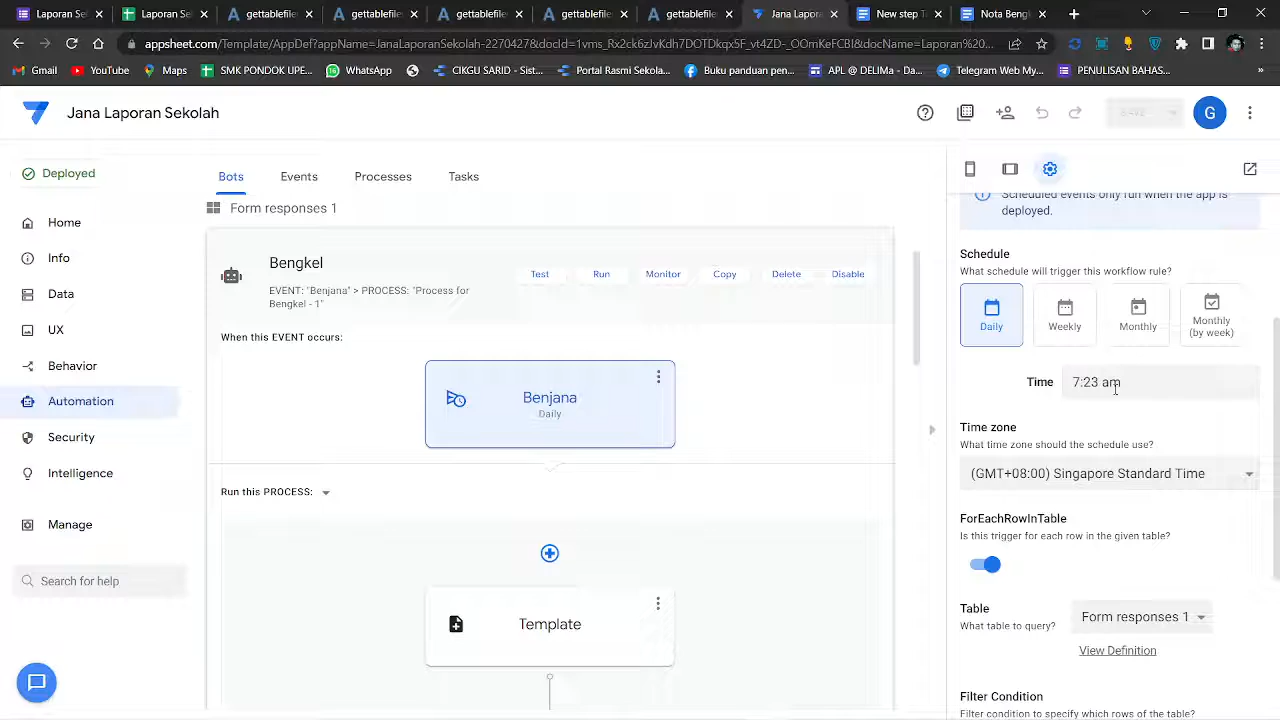 Laporan Se
Laporan Sel
gettablefile
gettablefile
gettablefile
gettablefile
gettablefile
Jana Lapor
New step T
Nota Bengk
appsheet.com/Template/AppDef?appName=JanaLaporanSekolah-2270427&docId=1vms_Rx2ck6zJvKdh7DOTDkqx5F_yt4ZD-_OOmKeFCBI&docName=Laporan%20...
Gmail
YouTube
Maps
SMK PONDOK UPE...
WhatsApp
CIKGU SARID - Sist...
Portal Rasmi Sekola...
Buku panduan pen...
APL @ DELIMa - Da...
Telegram Web My...
PENULISAN BAHAS...
»
Jana Laporan Sekolah
G
Deployed
Home
Info
Data
UX
Behavior
Automation
Security
Intelligence
Manage
Search for help
Bots
Events
Processes
Tasks
Form responses 1
Bengkel
EVENT: "Benjana" > PROCESS: "Process for
Bengkel - 1"
Test
Run
Monitor
Copy
Delete
Disable
When this EVENT occurs:
Benjana
Daily
Run this PROCESS:
Template
Scheduled events only run when the app is
deployed.
Schedule
What schedule will trigger this workflow rule?
Daily
Weekly
Monthly
Monthly
(by week)
Time
7:23 am
Time zone
What time zone should the schedule use?
(GMT+08:00) Singapore Standard Time
ForEachRowInTable
Is this trigger for each row in the given table?
Table
What table to query?
Form responses 1
View Definition
Filter Condition
Filter condition to specify which rows of the table?